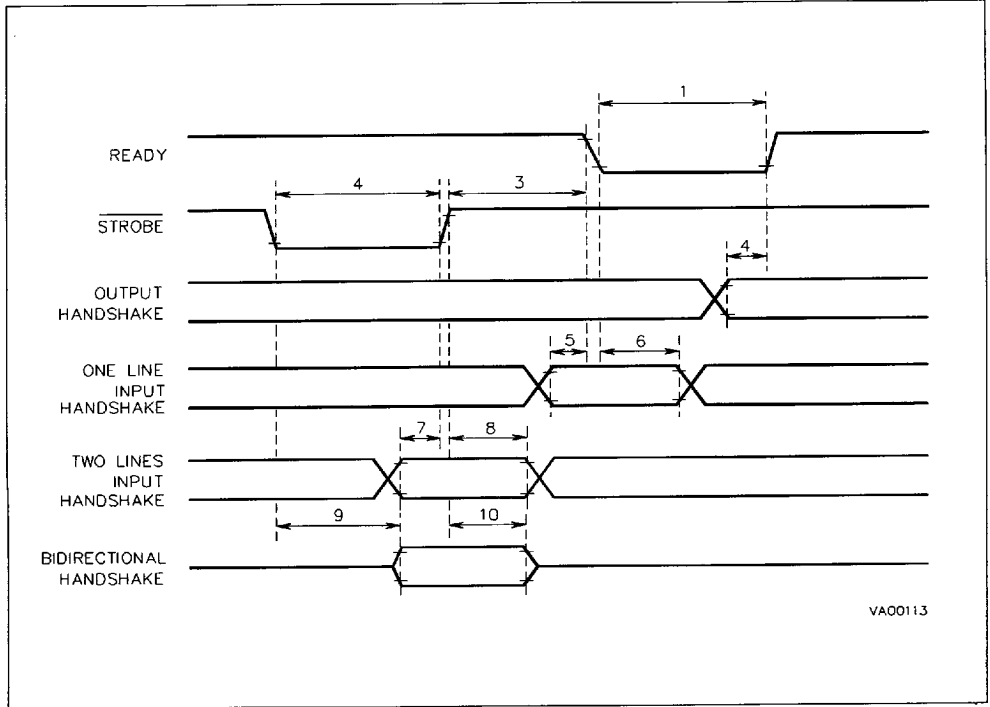 1
READY
4
3
STROBE
4
OUTPUT
HANDSHAKE
5
6
ONE LINE
INPUT
HANDSHAKE
7
8
TWO LINES
INPUT
HANDSHAKE
9
10
BIDIRECTIONAL
HANDSHAKE
VA00113